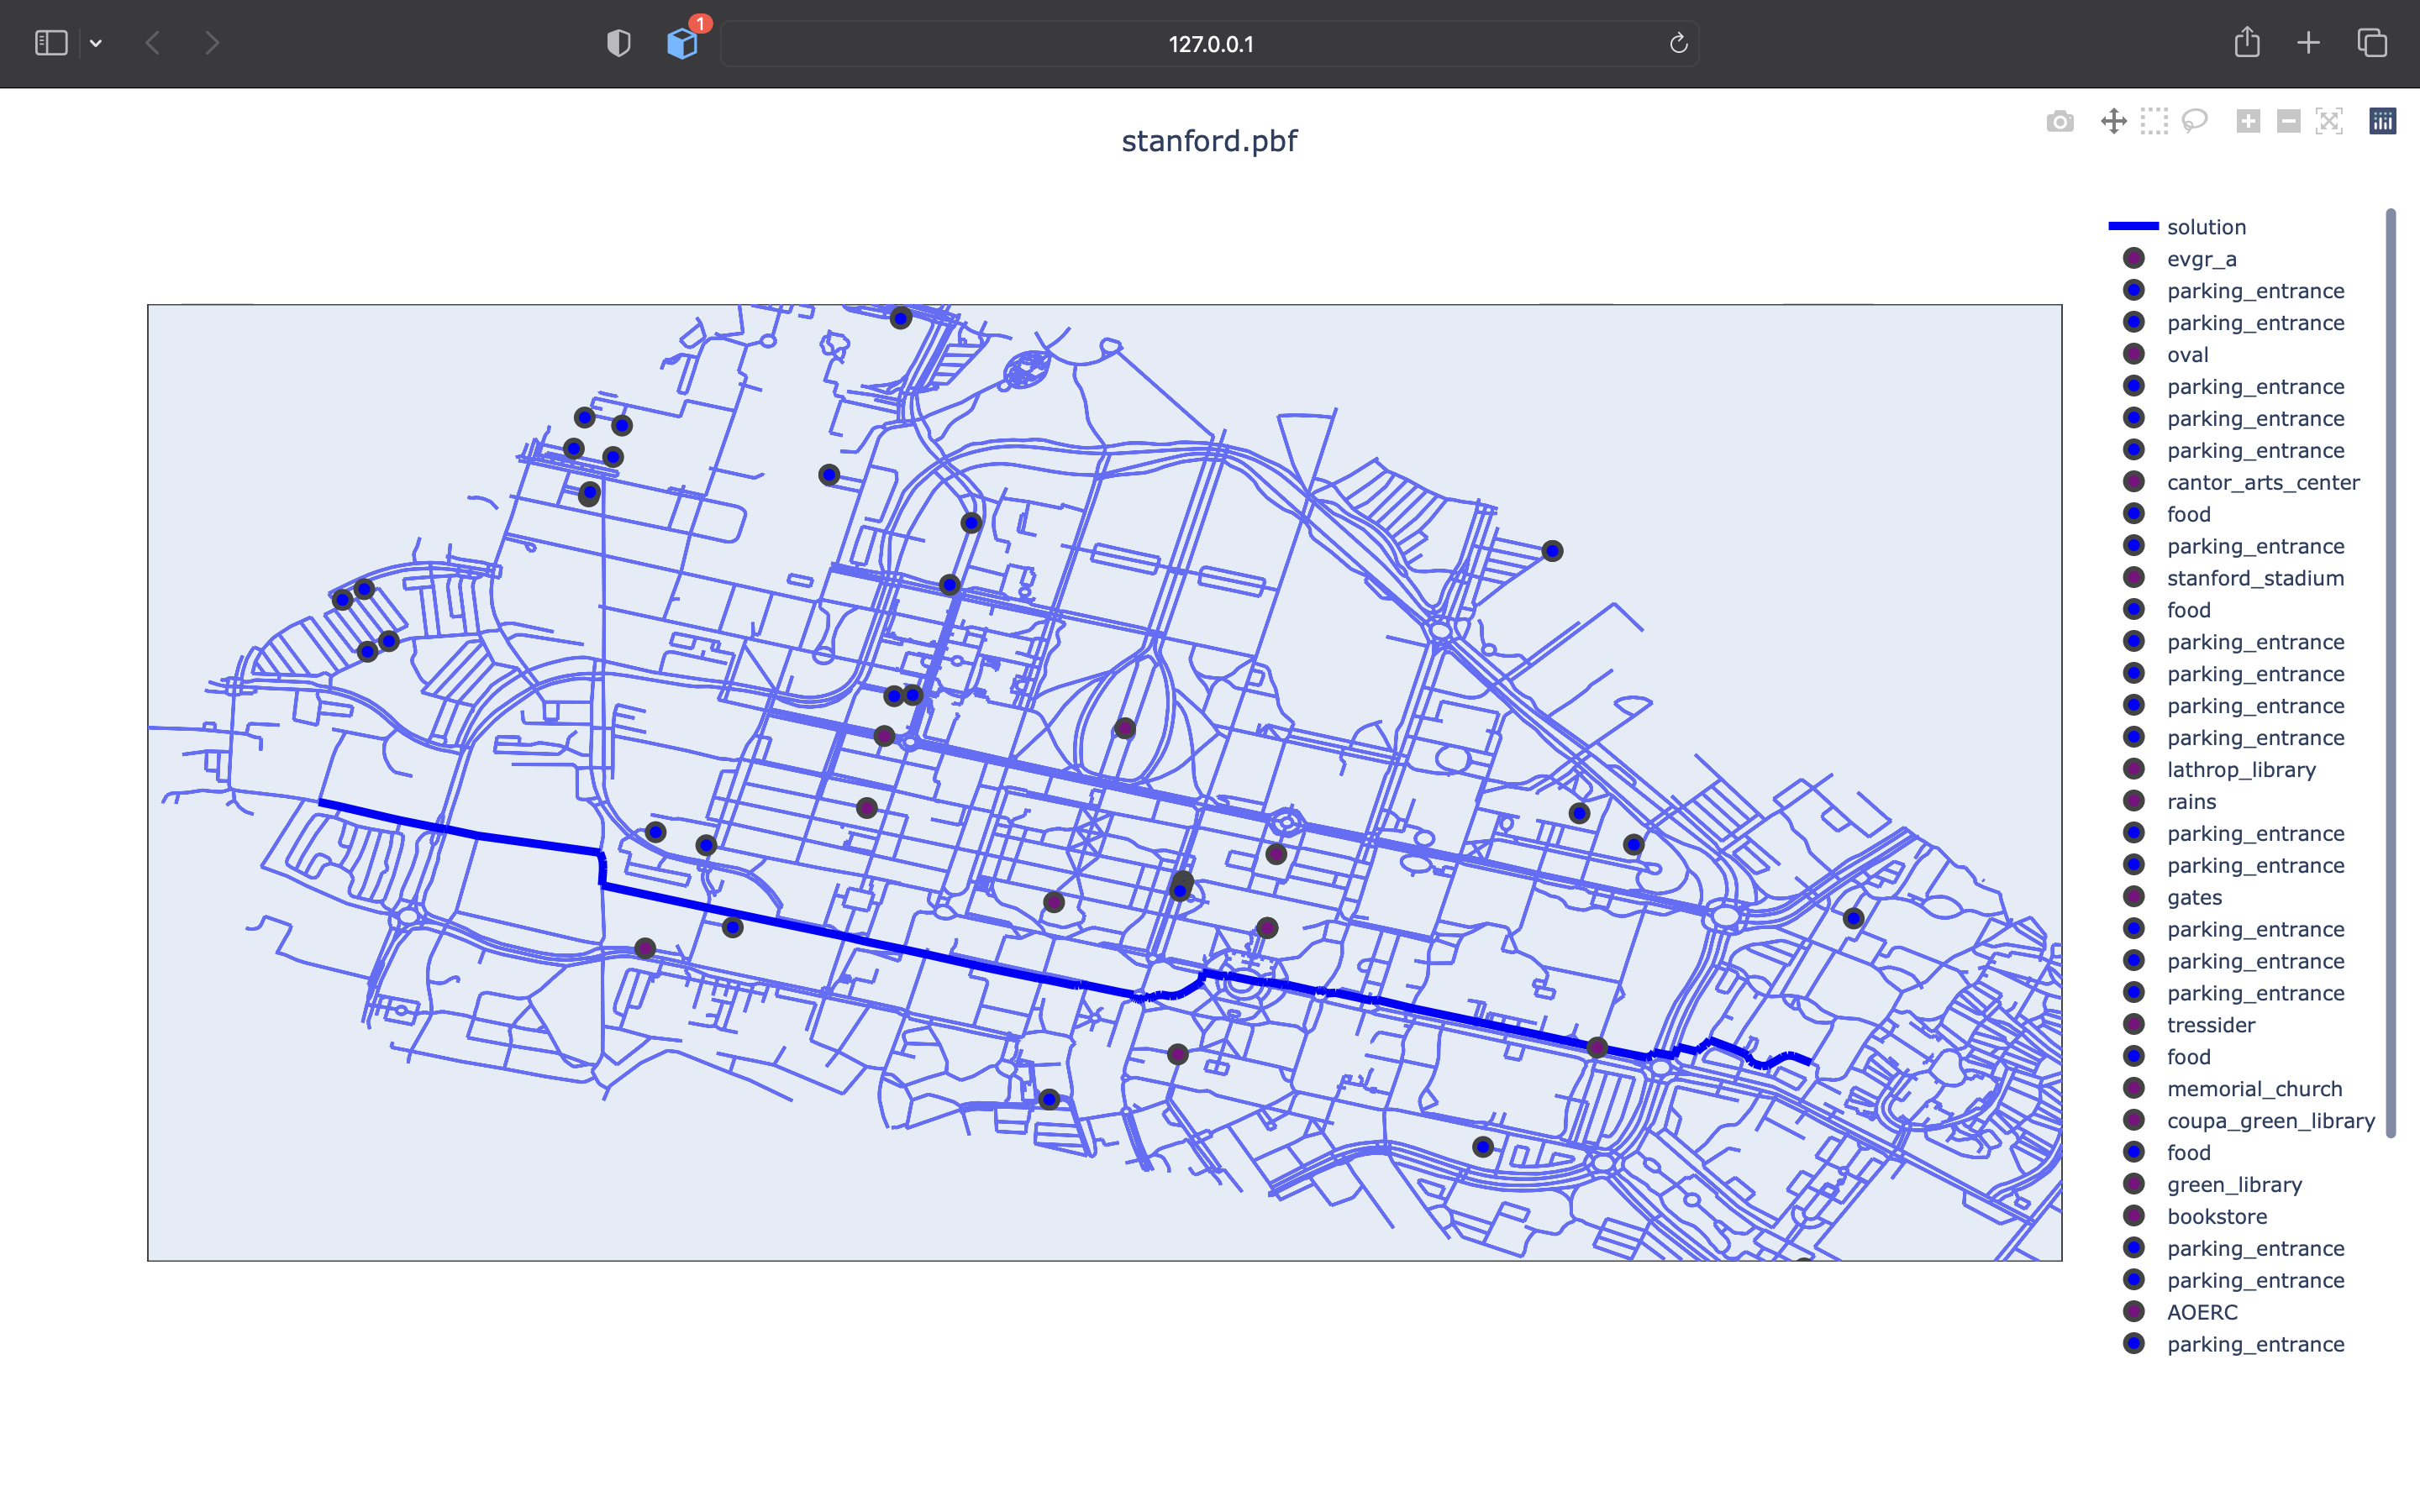 1
127.0.0.1
stanford.pbf
solution
evgr_a
parking_entrance
parking_entrance
oval
parking_entrance
parking_entrance
parking_entrance
cantor_arts_center
food
parking_entrance
stanford_stadium
food
parking_entrance
parking_entrance
parking_entrance
parking_entrance
lathrop_library
rains
parking_entrance
parking_entrance
gates
parking_entrance
parking_entrance
parking_entrance
tressider
food
memorial_church
coupa_green_library
food
green_library
bookstore
parking_entrance
parking_entrance
AOERC
parking_entrance